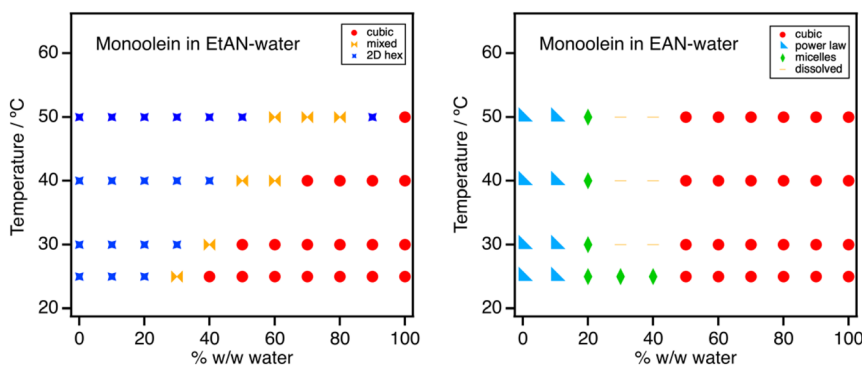 Monoolein in EtAN-water
cubic
mixed
2D hex
60
50
40
30
20
Temperature / ºC
0
20
40
60
80
100
% w/w water
Monoolein in EAN-water
cubic
power law
micelles
dissolved
60
50
40
30
20
Temperature / ºC
0
20
40
60
80
100
% w/w water